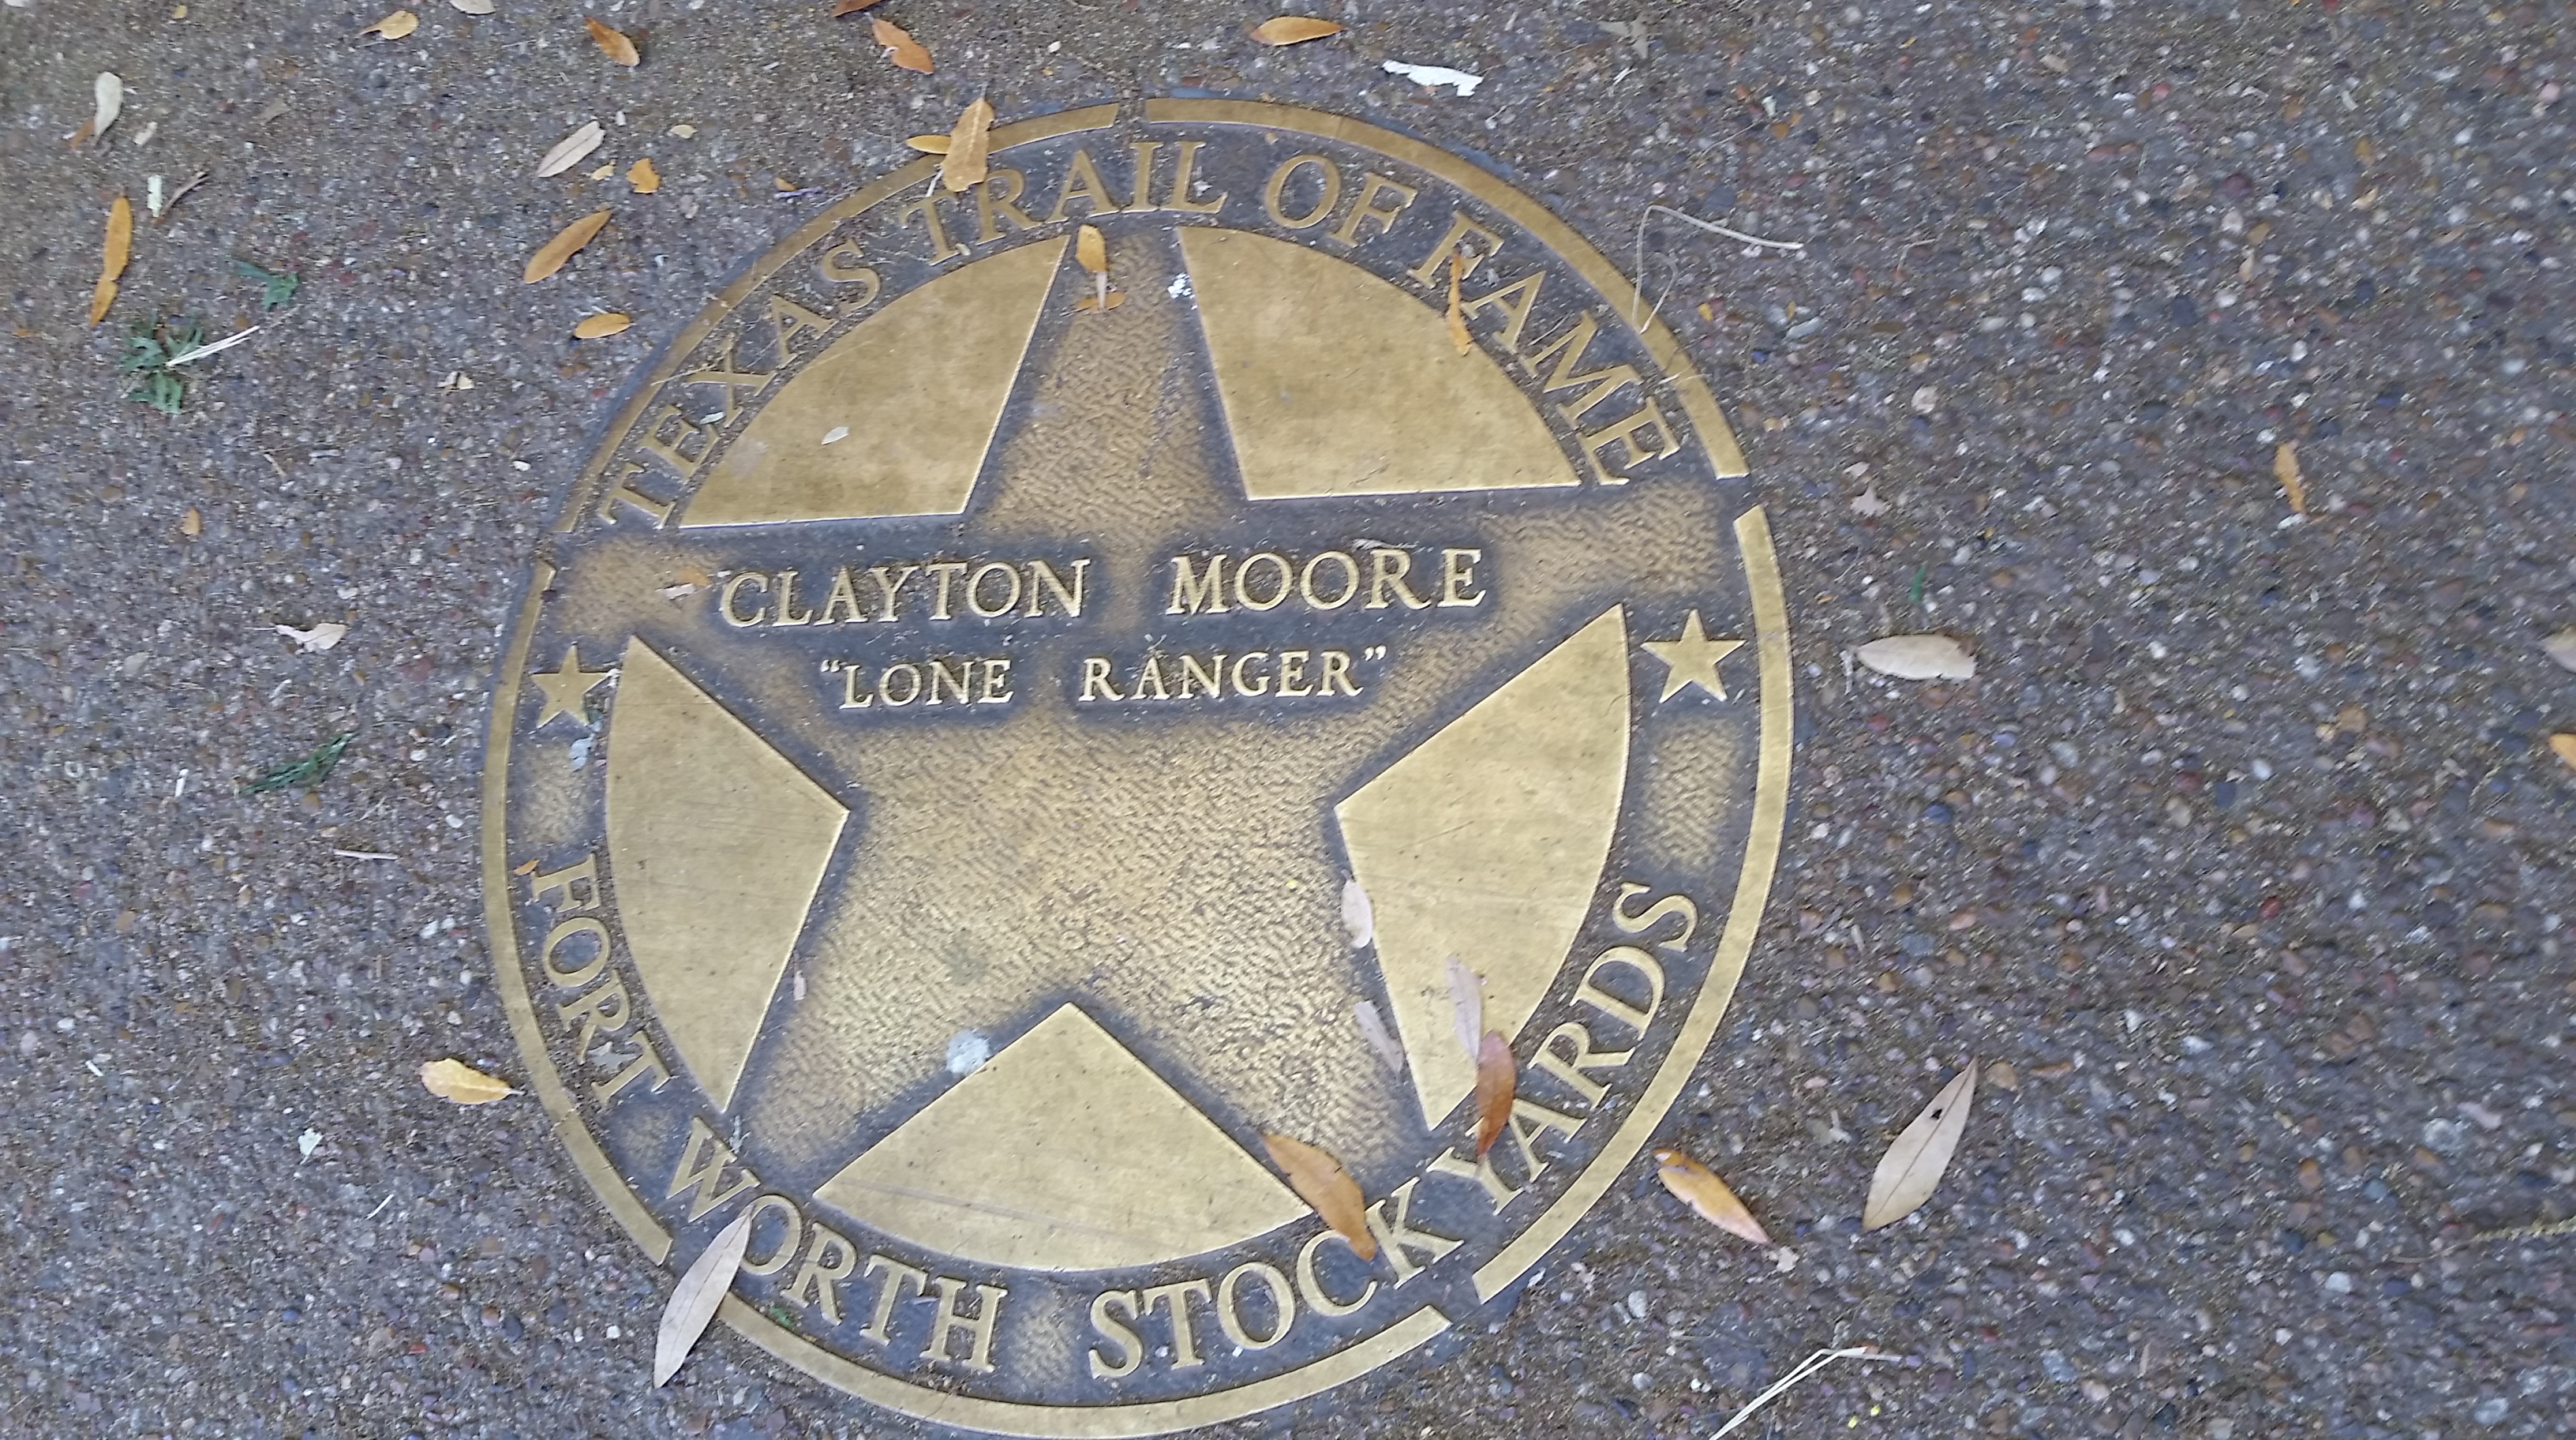 TEXAS TRAIL OF FAME
CLAYTON MOORE
“LONE RANGER”
FORT WORTH STOCKYARDS